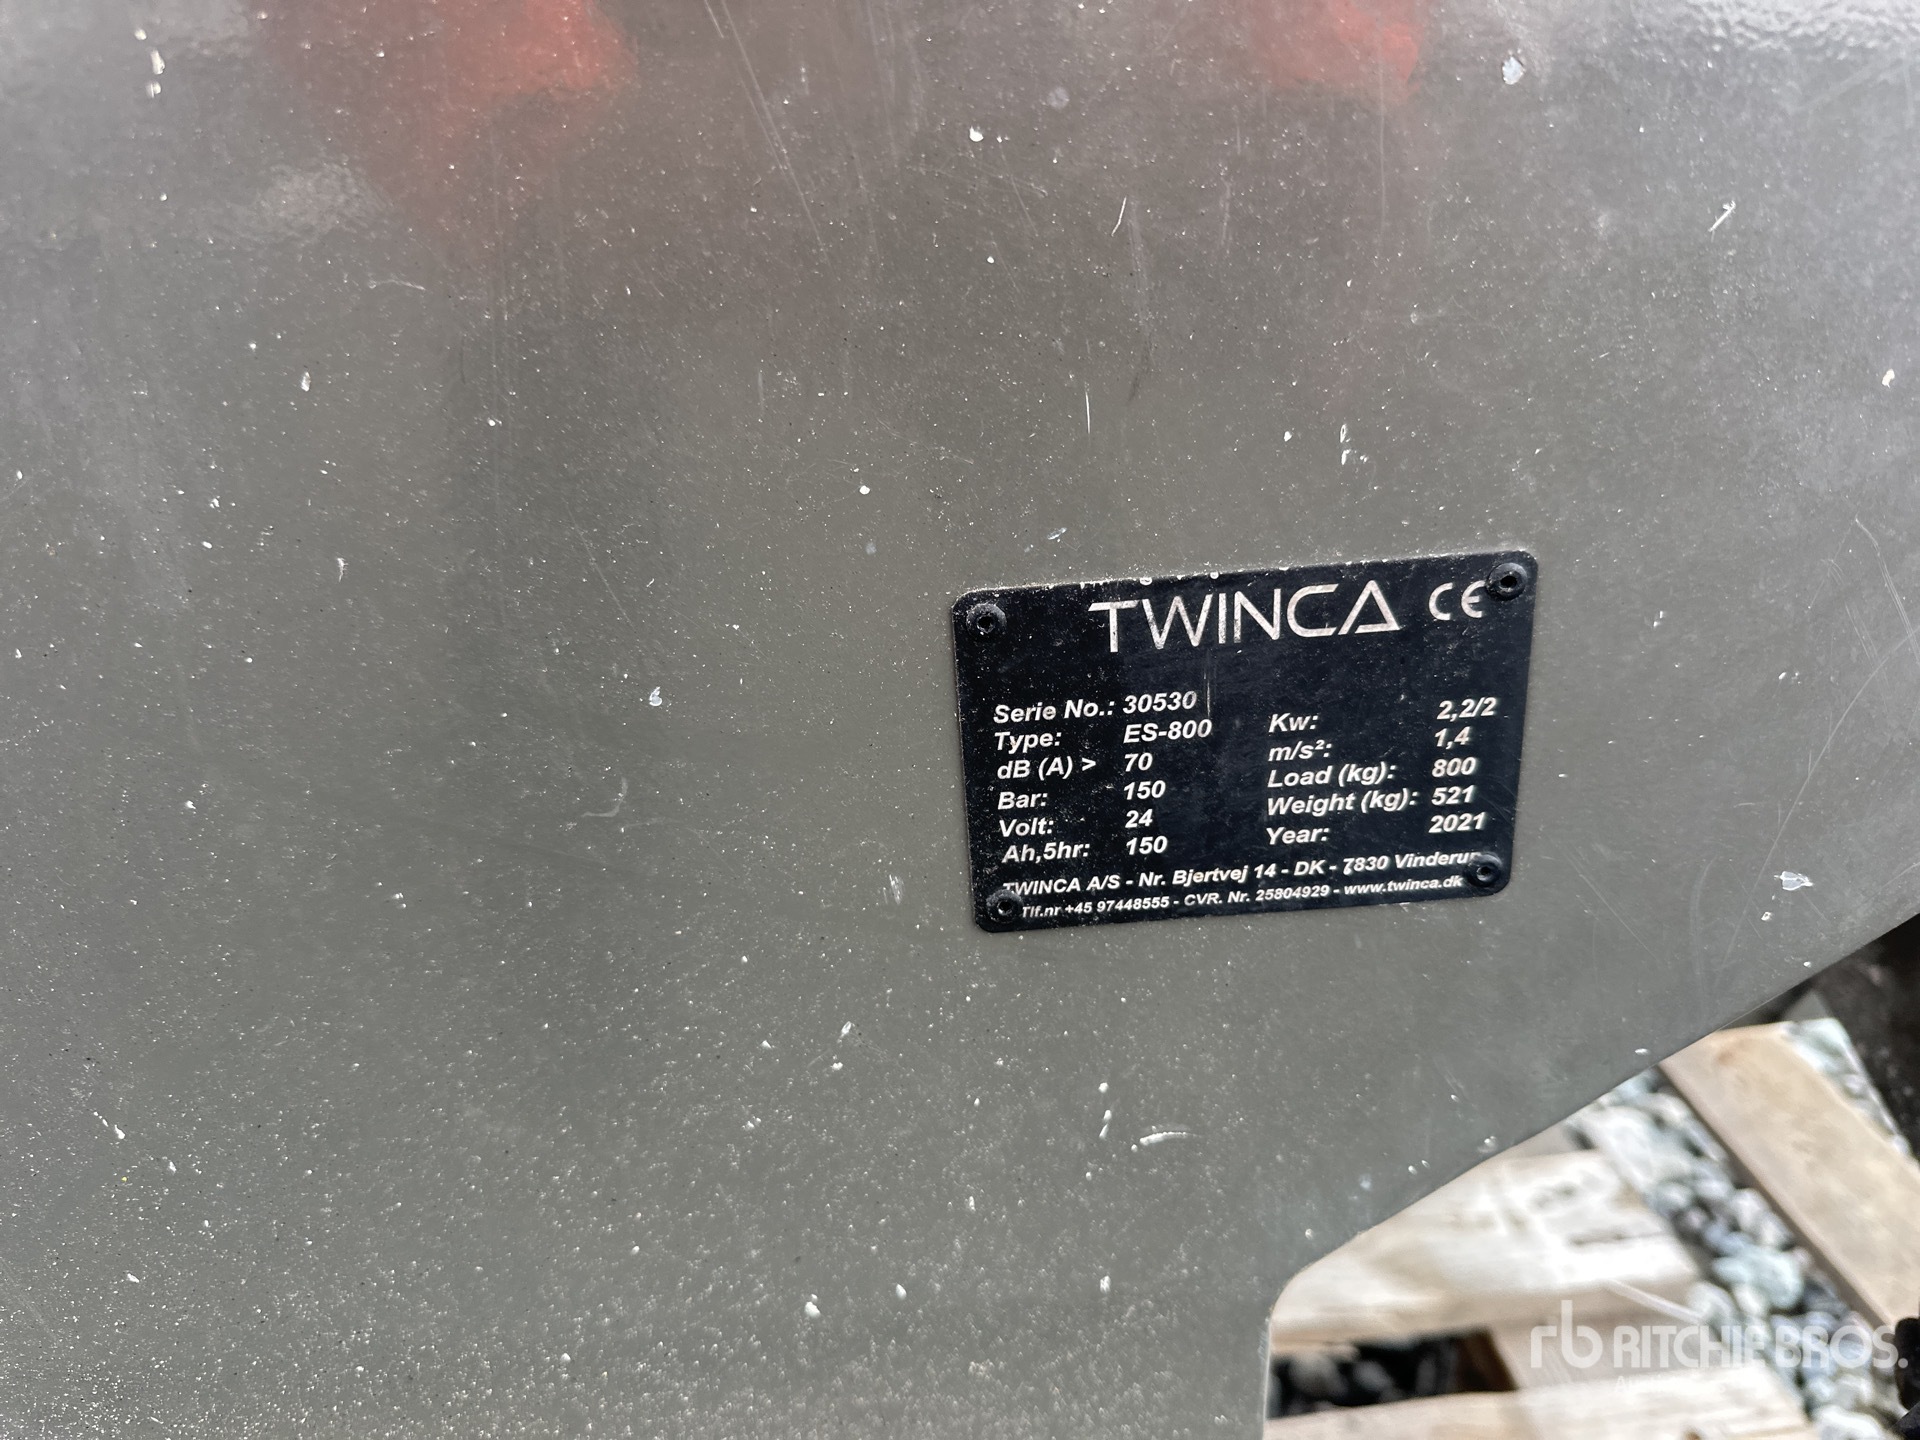 TWINCA CE
Serie No.: 30530
Type: ES-800
dB (A) > 70
Bar: 150
Volt: 24
Ah,5hr: 150
Kw: 2,2/2
m/s²: 1,4
Load (kg): 800
Weight (kg): 521
Year: 2021
TWINCA A/S - Nr. Bjertvej 14 - DK - 7830 Vinderup
Tlf.nr +45 97448555 - CVR. Nr. 25804929 - www.twinca.dk
rb RITCHIE BROS.